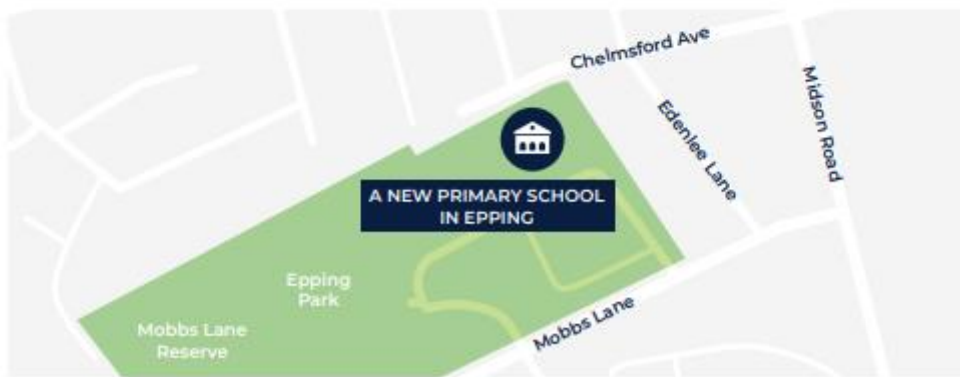 Chelmsford Ave
Edenlee Lane
Midson Road
A NEW PRIMARY SCHOOL
IN EPPING
Epping
Park
Mobbs Lane
Mobbs Lane
Reserve